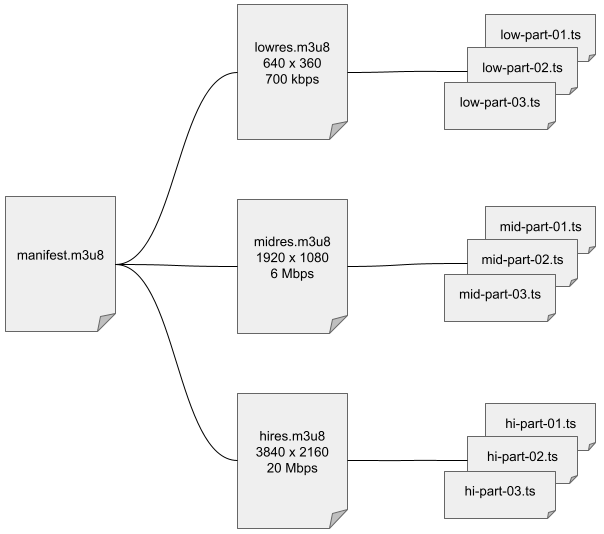 manifest.m3u8
lowres.m3u8
640 x 360
700 kbps
low-part-01.ts
low-part-02.ts
low-part-03.ts
midres.m3u8
1920 x 1080
6 Mbps
mid-part-01.ts
mid-part-02.ts
mid-part-03.ts
hires.m3u8
3840 x 2160
20 Mbps
hi-part-01.ts
hi-part-02.ts
hi-part-03.ts